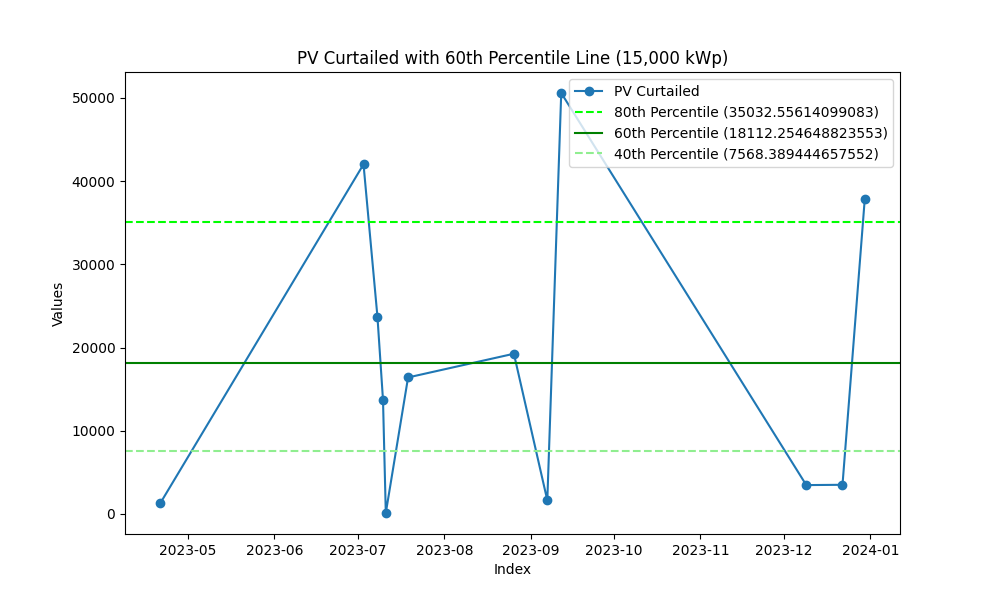 PV Curtailed with 60th Percentile Line (15,000 kWp)
PV Curtailed
80th Percentile (35032.55614099083)
60th Percentile (18112.254648823553)
40th Percentile (7568.389444657552)
50000
40000
30000
20000
10000
0
Values
2023-05 2023-06 2023-07 2023-08 2023-09 2023-10 2023-11 2023-12 2024-01
Index